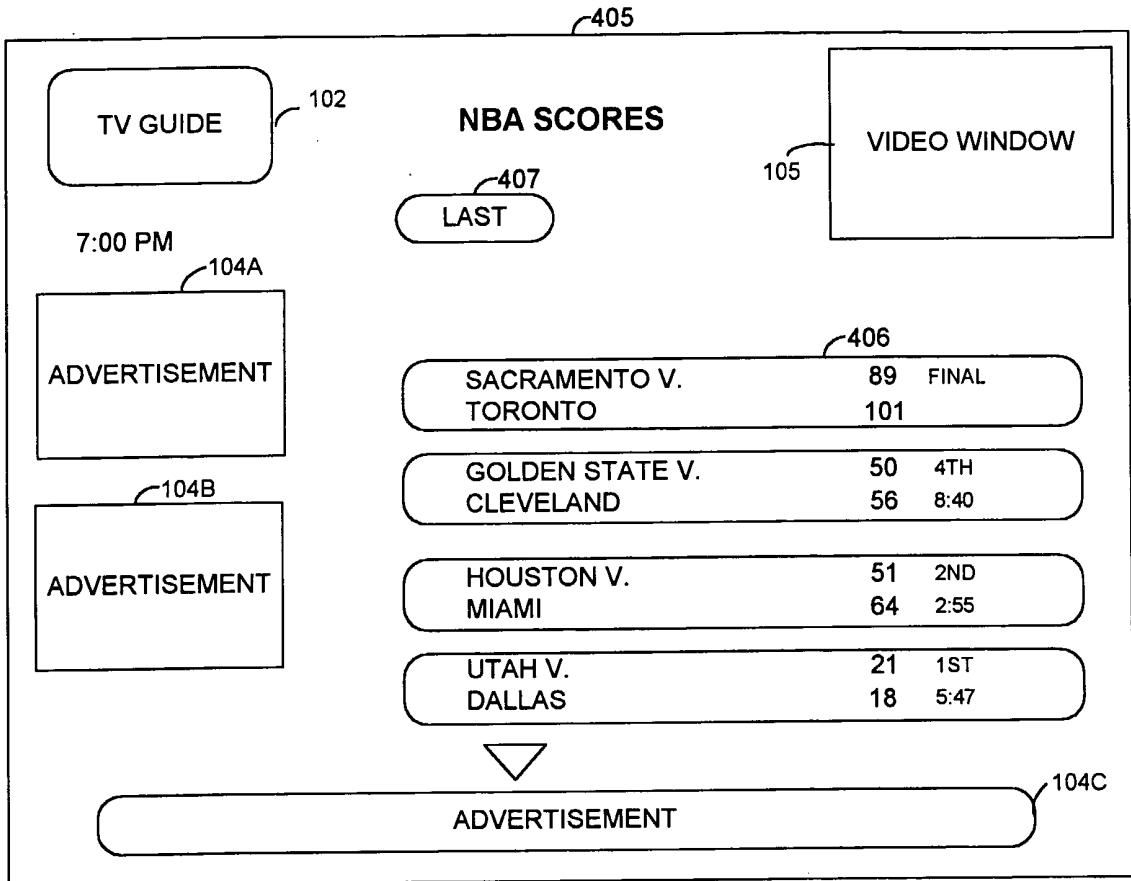 405
TV GUIDE
102
NBA SCORES
VIDEO WINDOW
105
407
LAST
7:00 PM
104A
ADVERTISEMENT
406
SACRAMENTO V. 89 FINAL
TORONTO 101
GOLDEN STATE V. 50 4TH
CLEVELAND 56 8:40
104B
ADVERTISEMENT
HOUSTON V. 51 2ND
MIAMI 64 2:55
UTAH V. 21 1ST
DALLAS 18 5:47
104C
ADVERTISEMENT